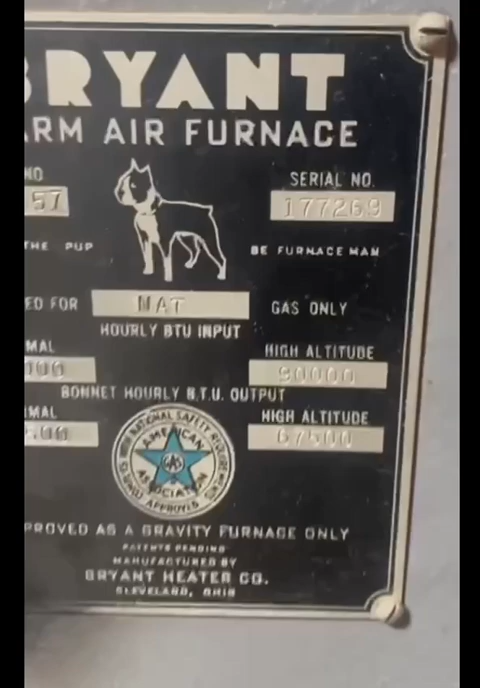 BRYANT
ARM AIR FURNACE
NO
SERIAL NO.
57
177269
THE PUP
BE FURNACE MAN
ED FOR
NAT
GAS ONLY
HOURLY BTU INPUT
MAL
HIGH ALTITUDE
90000
BONNET HOURLY B.T.U. OUTPUT
MAL
HIGH ALTITUDE
67500
NATIONAL SAFETY REQUIREMENTS
AMERICAN
GAS
ASSOCIATION
COMPLIES
APPROVED
PROVED AS A GRAVITY FURNACE ONLY
PATENTS PENDING
MANUFACTURED BY
BRYANT HEATER CO.
CLEVELAND, OHIO